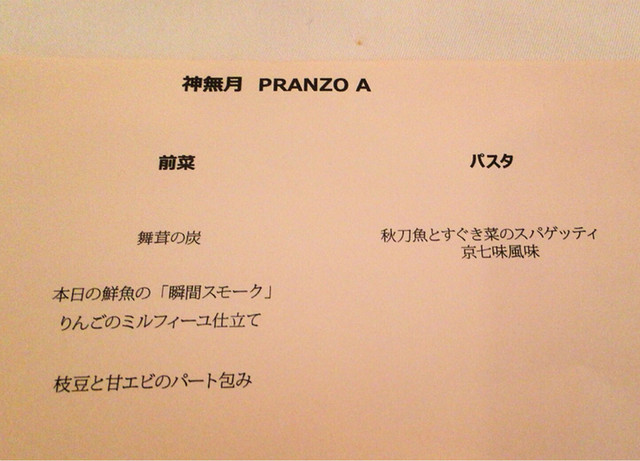 神無月 PRANZO A
前菜
舞茸の炭
本日の鮮魚の「瞬間スモーク」
りんごのミルフィーユ仕立て
枝豆と甘エビのパート包み
パスタ
秋刀魚とすぐき菜のスパゲッティ
京七味風味